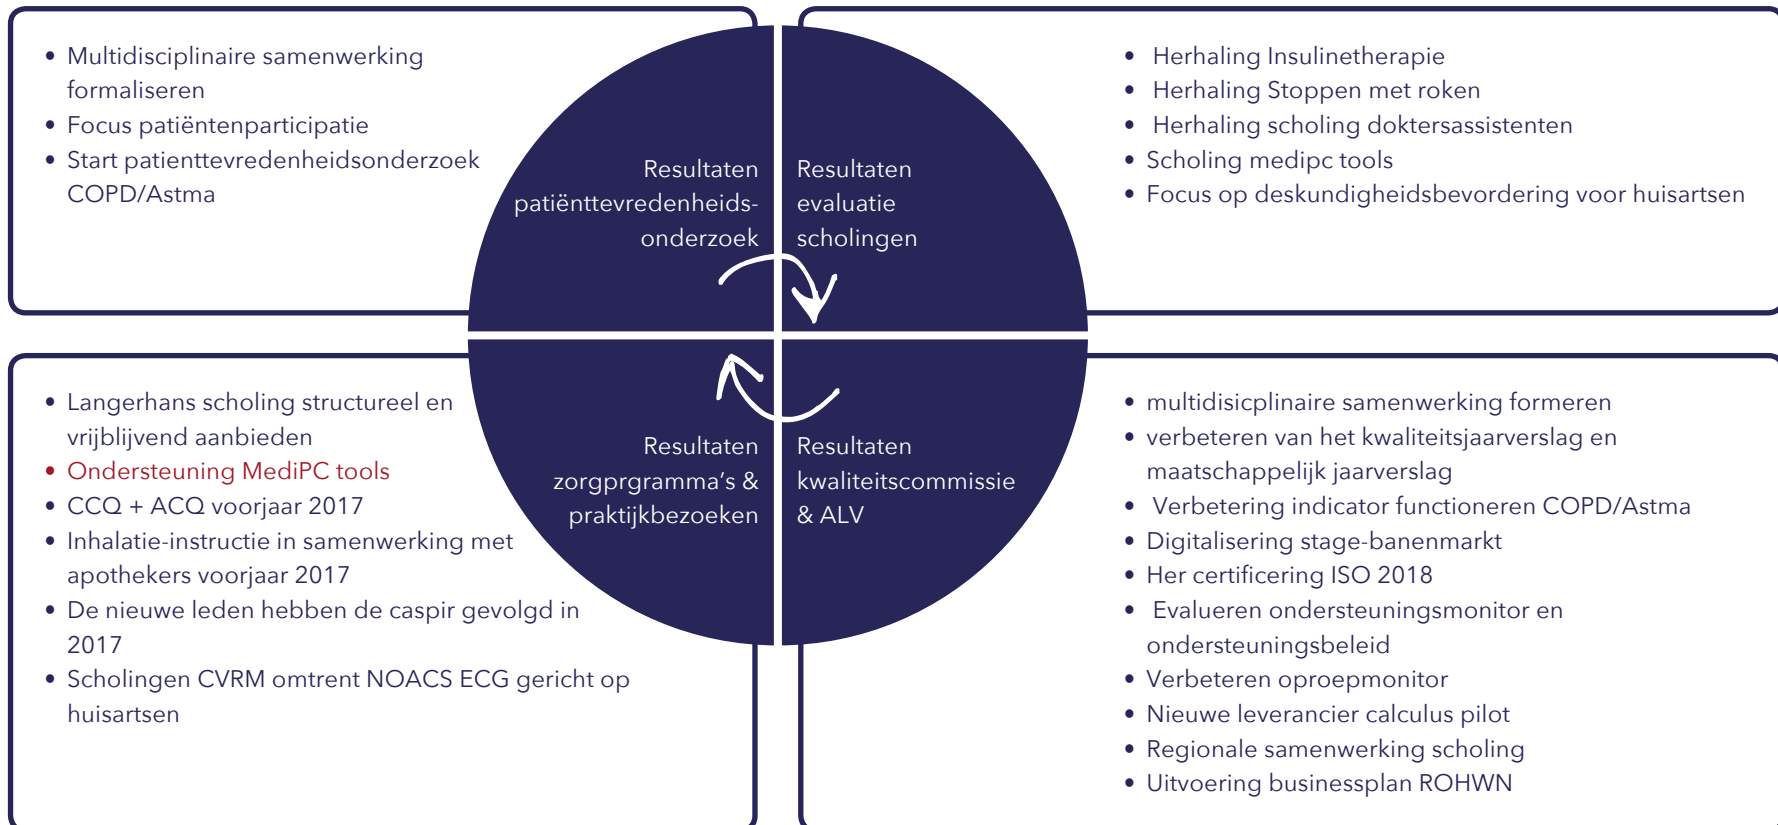 • Multidisciplinaire samenwerking
formaliseren
• Focus patiëntenparticipatie
• Start patienttevredenheidsonderzoek
COPD/Astma
Resultaten
patiënttevredenheids-
onderzoek
Resultaten
evaluatie
scholingen
• Herhaling Insulinetherapie
• Herhaling Stoppen met roken
• Herhaling scholing doktersassistenten
• Scholing medipc tools
• Focus op deskundigheidsbevordering voor huisartsen
• Langerhans scholing structureel en
vrijblijvend aanbieden
• Ondersteuning MediPC tools
• CCQ + ACQ voorjaar 2017
• Inhalatie-instructie in samenwerking met
apothekers voorjaar 2017
• De nieuwe leden hebben de caspir gevolgd in
2017
• Scholingen CVRM omtrent NOACS ECG gericht op
huisartsen
Resultaten
zorgprgramma's &
praktijkbezoeken
Resultaten
kwaliteitscommissie
& ALV
• multidisicplinaire samenwerking formeren
• verbeteren van het kwaliteitsjaarverslag en
maatschappelijk jaarverslag
• Verbetering indicator functioneren COPD/Astma
• Digitalisering stage-banenmarkt
• Her certificering ISO 2018
• Evalueren ondersteuningsmonitor en
ondersteuningsbeleid
• Verbeteren oproepmonitor
• Nieuwe leverancier calculus pilot
• Regionale samenwerking scholing
• Uitvoering businessplan ROHWN